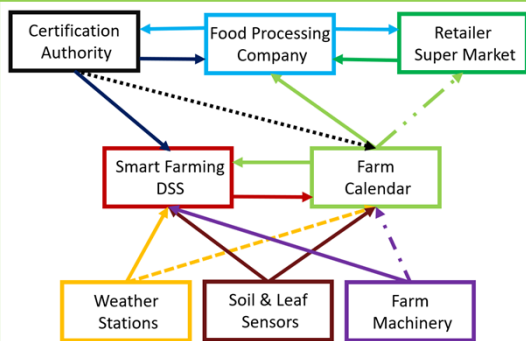 Certification
Authority
Food Processing
Company
Retailer
Super Market
Smart Farming
DSS
Farm
Calendar
Weather
Stations
Soil & Leaf
Sensors
Farm
Machinery